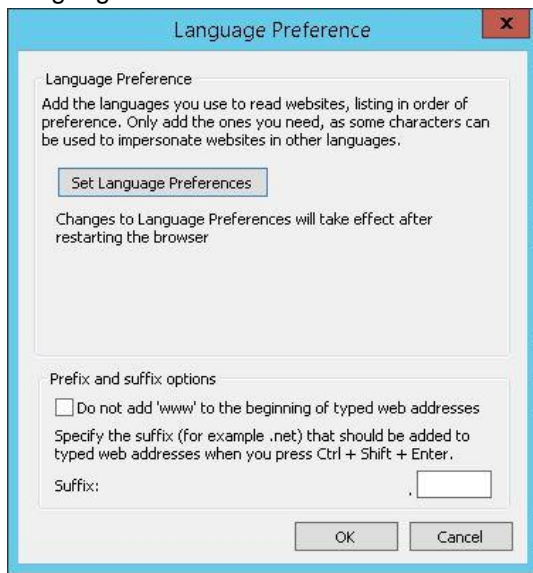 Language Preference
X
Language Preference
Add the languages you use to read websites, listing in order of
preference. Only add the ones you need, as some characters can
be used to impersonate websites in other languages.
Set Language Preferences
Changes to Language Preferences will take effect after
restarting the browser
Prefix and suffix options
Do not add 'www' to the beginning of typed web addresses
Specify the suffix (for example .net) that should be added to
typed web addresses when you press Ctrl + Shift + Enter.
Suffix: .
OK Cancel